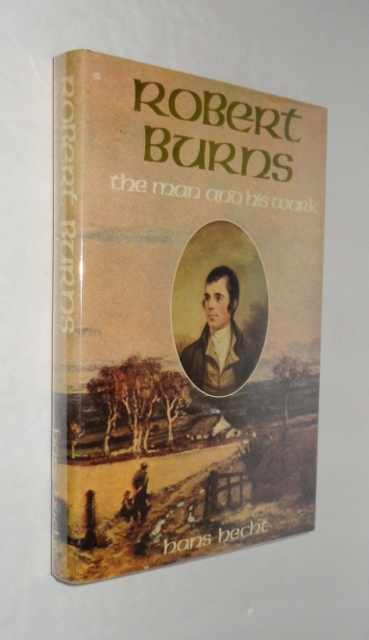 ROBERT
BURNS
the man and his work
hans hecht
ROBERT BURNS